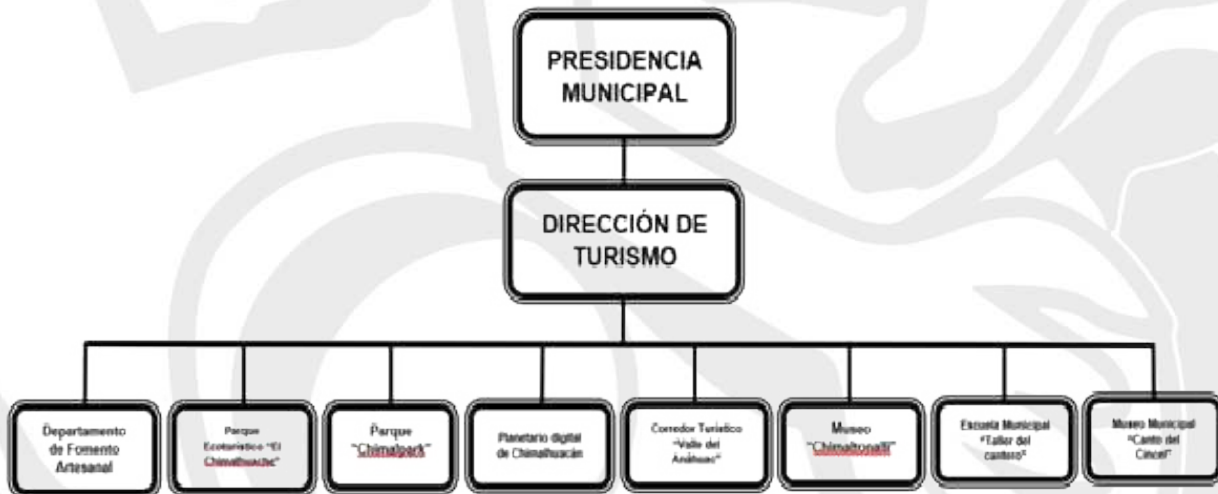 PRESIDENCIA
MUNICIPAL
DIRECCIÓN DE
TURISMO
Departamento
de Fomento
Artesanal
Parque
Ecoturístico "El
Chimalhuache"
Parque
"Chimalpark"
Planetario digital
de Chimalhuacán
Corredor Turístico
"Valle del
Anáhuac"
Museo
"Chimaltonalli"
Escuela Municipal
"Taller del
cantero"
Museo Municipal
"Canto del
Cincel"